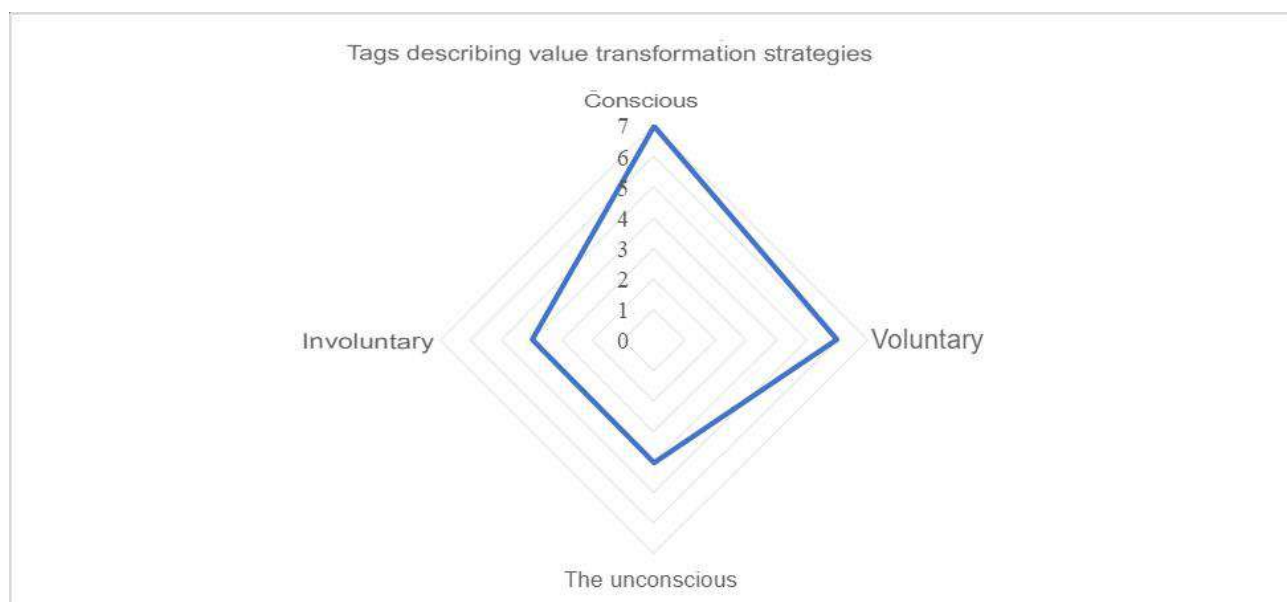 Tags describing value transformation strategies
Conscious
7
6
5
4
3
2
1
0
Involuntary
Voluntary
The unconscious